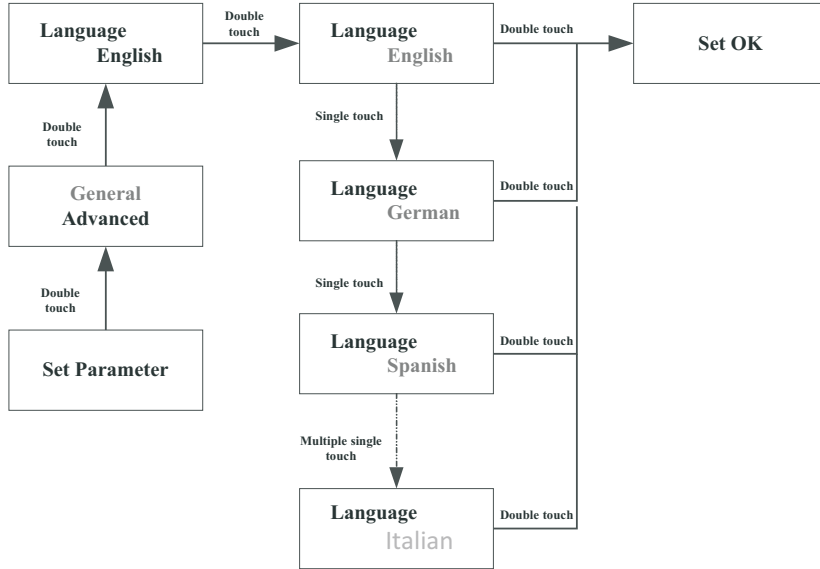 Language
English
Double
touch
Language
English
Double touch
Set OK
Double
touch
Single touch
General
Advanced
Language
German
Double touch
Double
touch
Single touch
Set Parameter
Language
Spanish
Double touch
Multiple single
touch
Language
Italian
Double touch